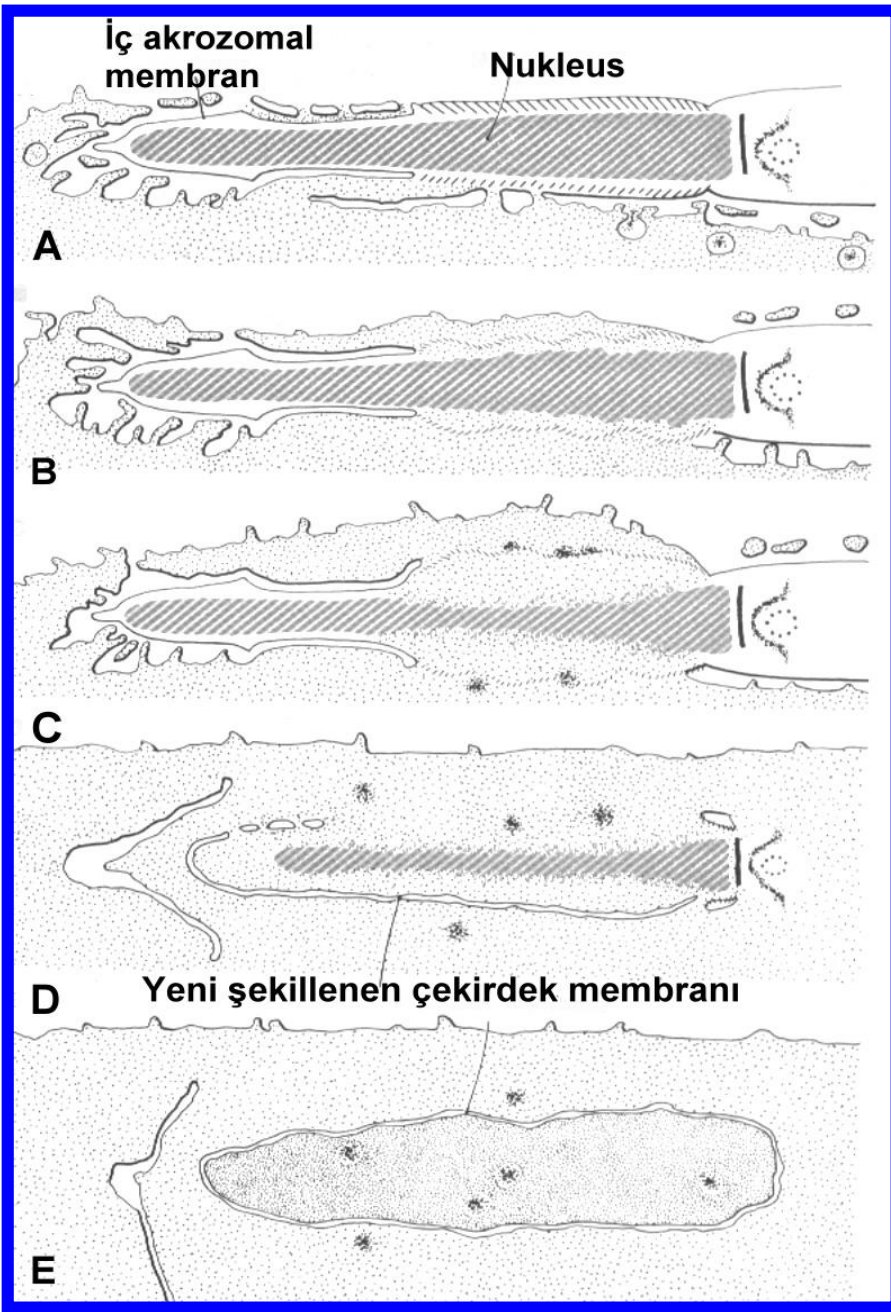 İç akrozomal
membran
Nukleus
A
B
C
D
Yeni şekillenen çekirdek membranı
E